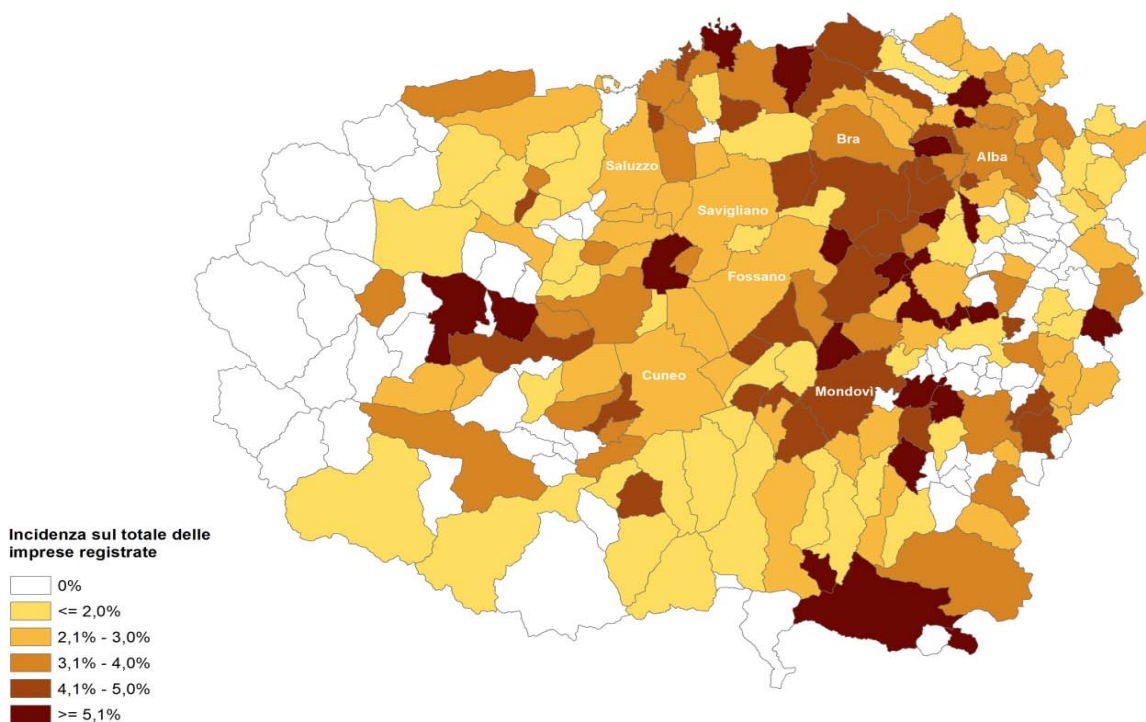 Bra
Alba
Saluzzo
Savigliano
Fossano
Cuneo
Mondovì
Incidenza sul totale delle
imprese registrate
0%
<= 2,0%
2,1% - 3,0%
3,1% - 4,0%
4,1% - 5,0%
>= 5,1%